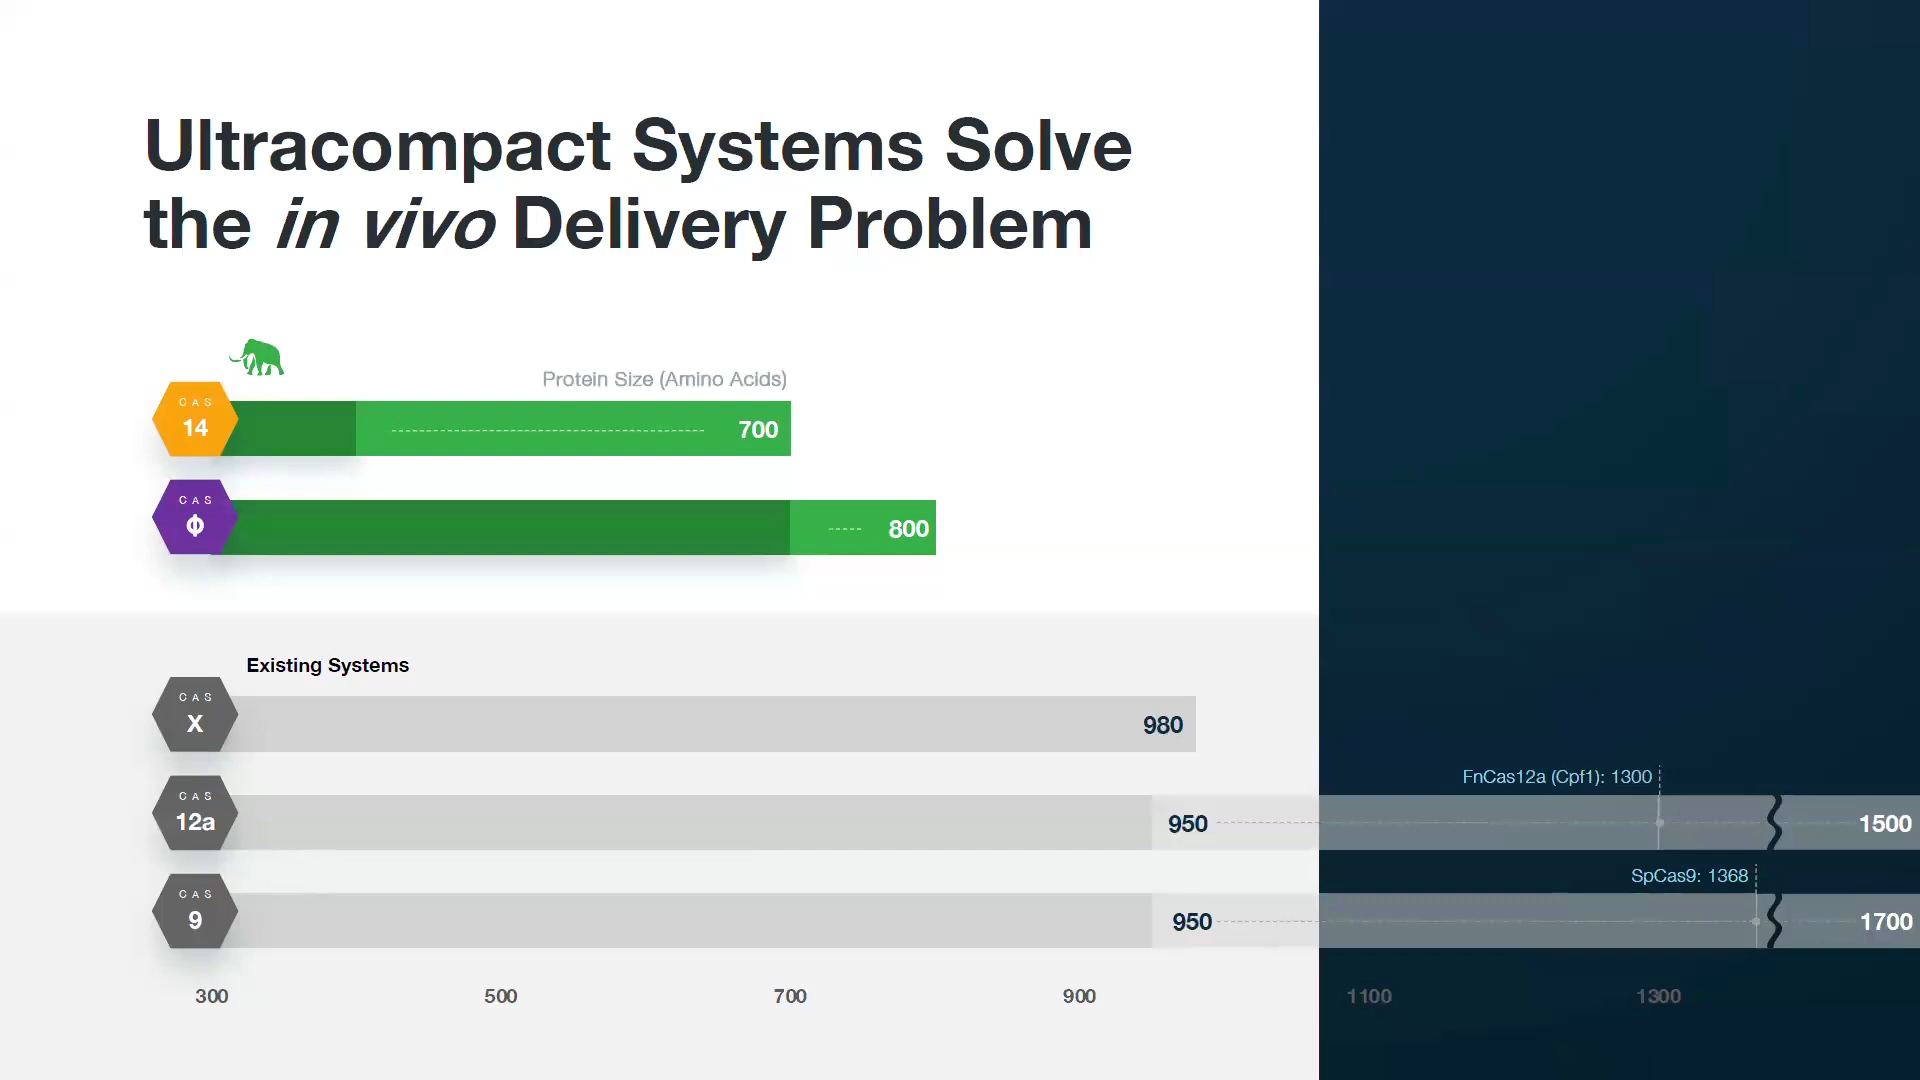 Ultracompact Systems Solve
the in vivo Delivery Problem
Protein Size (Amino Acids)
CAS
14
700
CAS
Φ
800
Existing Systems
CAS
X
980
FnCas12a (Cpf1): 1300
CAS
12a
950
1500
SpCas9: 1368
CAS
9
950
1700
300 500 700 900 1100 1300